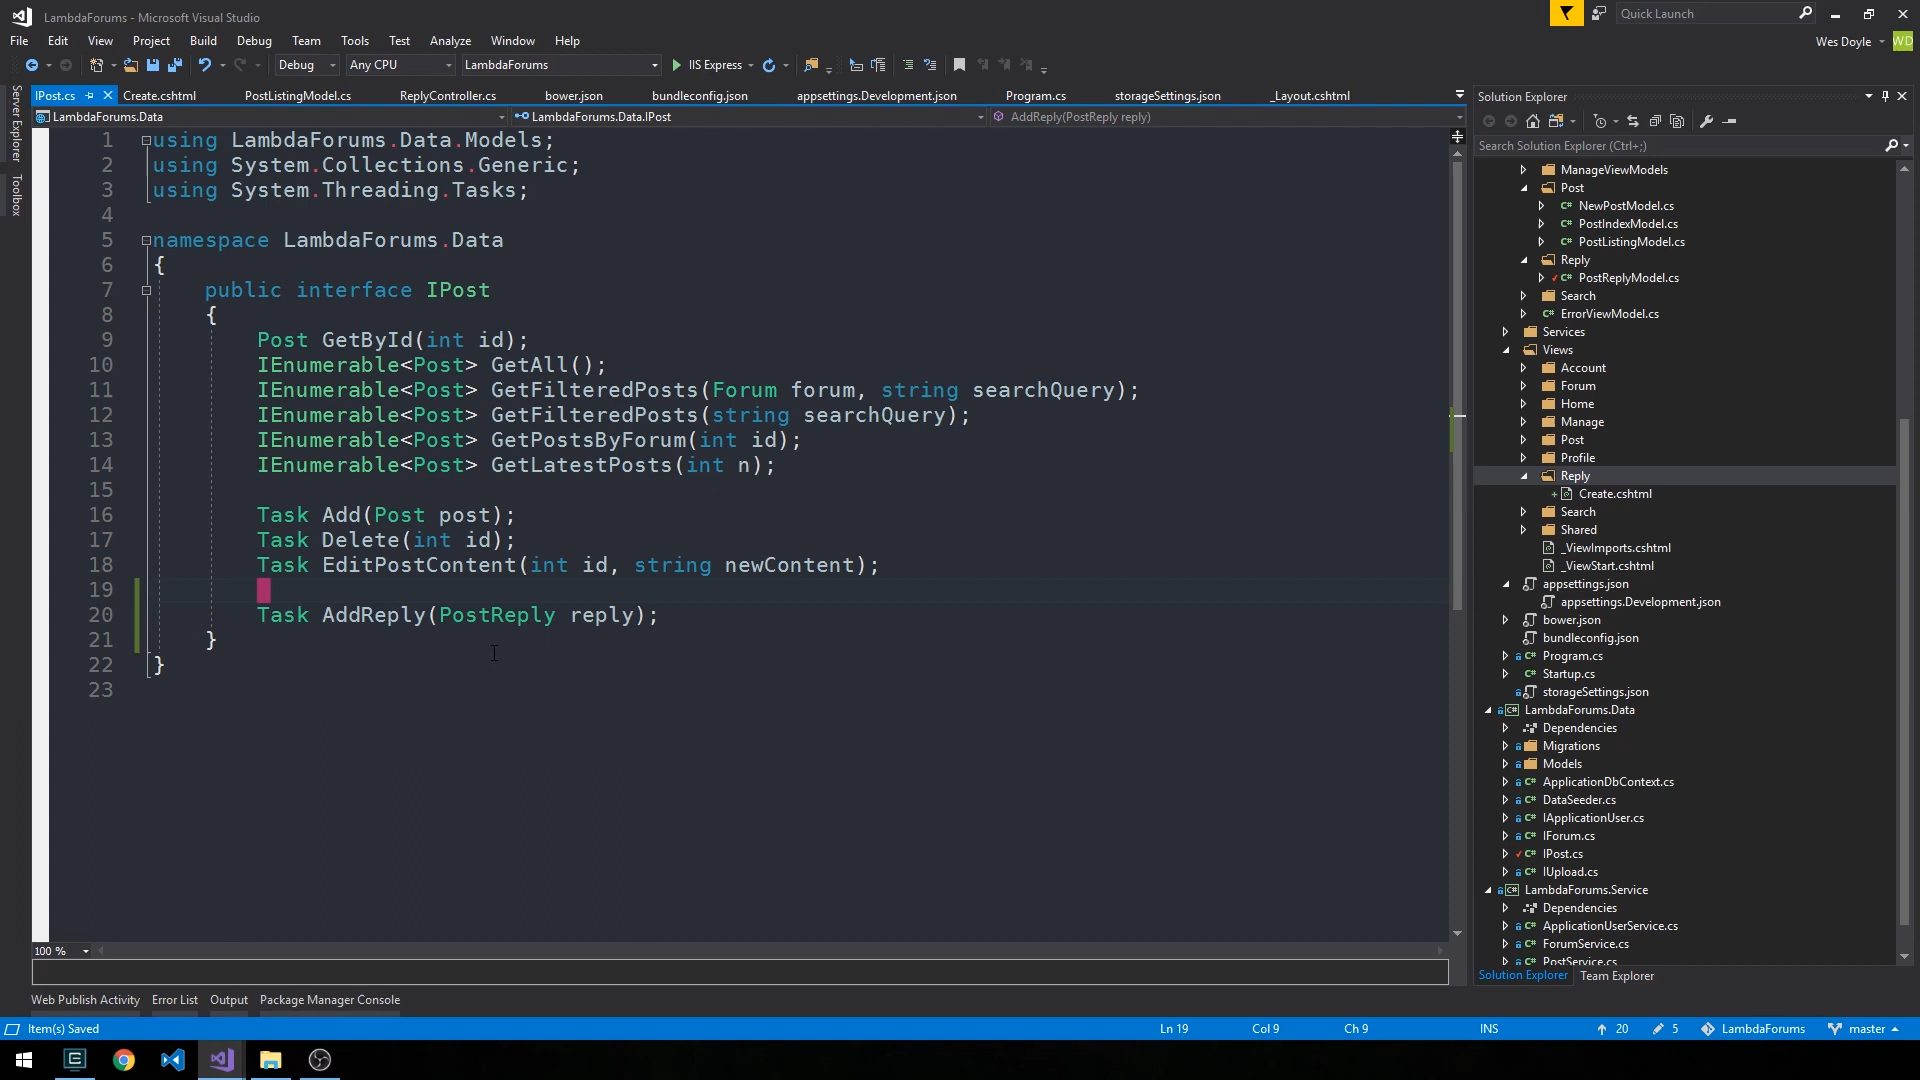 LambdaForums - Microsoft Visual Studio
Quick Launch
File Edit View Project Build Debug Team Tools Test Analyze Window Help
Wes Doyle WD
Debug Any CPU LambdaForums IIS Express
IPost.cs Create.cshtml PostListingModel.cs ReplyController.cs bower.json bundleconfig.json appsettings.Development.json Program.cs storageSettings.json _Layout.cshtml
LambdaForums.Data LambdaForums.Data.IPost AddReply(PostReply reply)
Server Explorer
Toolbox
1 using LambdaForums.Data.Models;
2 using System.Collections.Generic;
3 using System.Threading.Tasks;
4
5 namespace LambdaForums.Data
6 {
7 public interface IPost
8 {
9 Post GetById(int id);
10 IEnumerable<Post> GetAll();
11 IEnumerable<Post> GetFilteredPosts(Forum forum, string searchQuery);
12 IEnumerable<Post> GetFilteredPosts(string searchQuery);
13 IEnumerable<Post> GetPostsByForum(int id);
14 IEnumerable<Post> GetLatestPosts(int n);
15
16 Task Add(Post post);
17 Task Delete(int id);
18 Task EditPostContent(int id, string newContent);
19
20 Task AddReply(PostReply reply);
21 }
22 }
23
100 %
Solution Explorer
Search Solution Explorer (Ctrl+;)
ManageViewModels
Post
C# NewPostModel.cs
C# PostIndexModel.cs
C# PostListingModel.cs
Reply
C# PostReplyModel.cs
Search
C# ErrorViewModel.cs
Services
Views
Account
Forum
Home
Manage
Post
Profile
Reply
Create.cshtml
Search
Shared
_ViewImports.cshtml
_ViewStart.cshtml
appsettings.json
appsettings.Development.json
bower.json
bundleconfig.json
C# Program.cs
C# Startup.cs
storageSettings.json
C# LambdaForums.Data
Dependencies
Migrations
Models
C# ApplicationDbContext.cs
C# DataSeeder.cs
C# IApplicationUser.cs
C# IForum.cs
C# IPost.cs
C# IUpload.cs
C# LambdaForums.Service
Dependencies
C# ApplicationUserService.cs
C# ForumService.cs
C# PostService.cs
Solution Explorer Team Explorer
Web Publish Activity Error List Output Package Manager Console
Item(s) Saved Ln 19 Col 9 Ch 9 INS 20 5 LambdaForums master